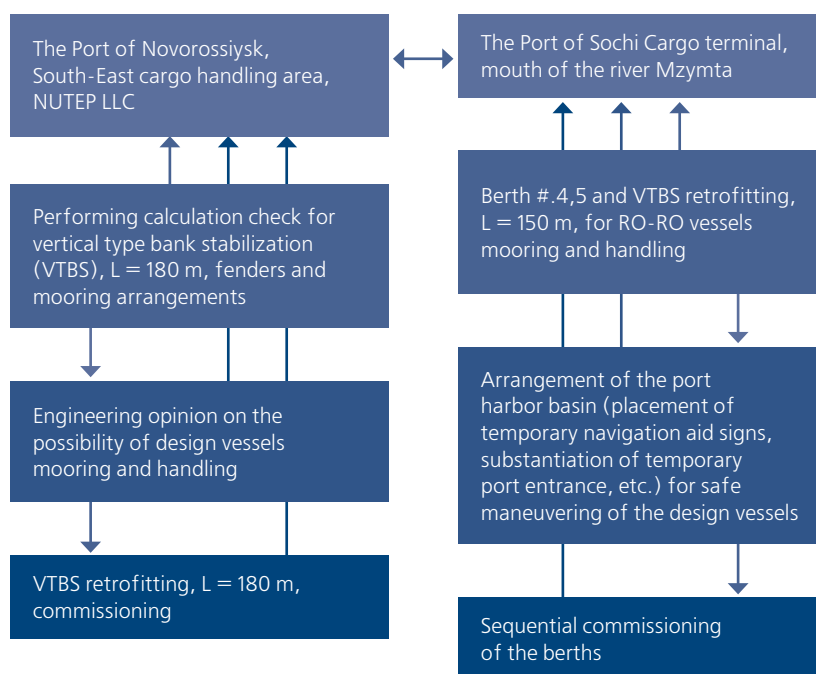 The Port of Novorossiysk,
South-East cargo handling area,
NUTEP LLC
Performing calculation check for
vertical type bank stabilization
(VTBS), L = 180 m, fenders and
mooring arrangements
Engineering opinion on the
possibility of design vessels
mooring and handling
VTBS retrofitting, L = 180 m,
commissioning
The Port of Sochi Cargo terminal,
mouth of the river Mzymta
Berth #.4,5 and VTBS retrofitting,
L = 150 m, for RO-RO vessels
mooring and handling
Arrangement of the port
harbor basin (placement of
temporary navigation aid signs,
substantiation of temporary
port entrance, etc.) for safe
maneuvering of the design vessels
Sequential commissioning
of the berths